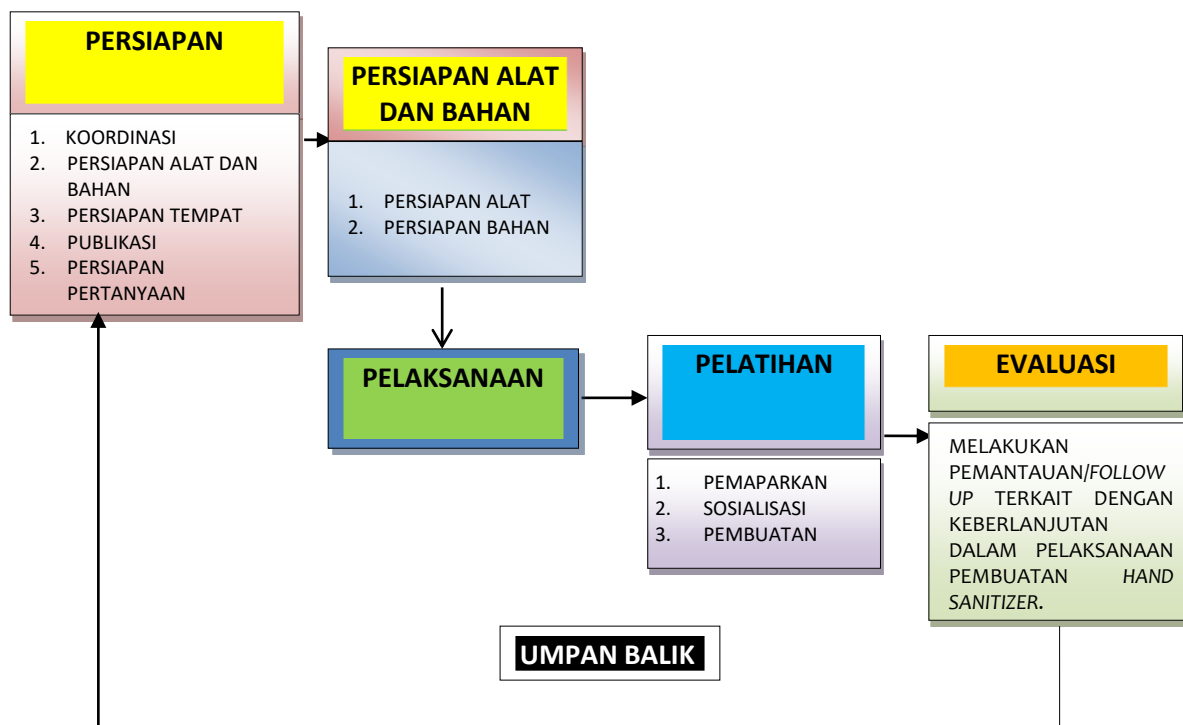 PERSIAPAN
1. KOORDINASI
2. PERSIAPAN ALAT DAN
BAHAN
3. PERSIAPAN TEMPAT
4. PUBLIKASI
5. PERSIAPAN
PERTANYAAN
PERSIAPAN ALAT
DAN BAHAN
1. PERSIAPAN ALAT
2. PERSIAPAN BAHAN
PELAKSANAAN
PELATIHAN
1. PEMAPARKAN
2. SOSIALISASI
3. PEMBUATAN
EVALUASI
MELAKUKAN
PEMANTAUAN/FOLLOW
UP TERKAIT DENGAN
KEBERLANJUTAN
DALAM PELAKSANAAN
PEMBUATAN HAND
SANITIZER.
UMPAN BALIK